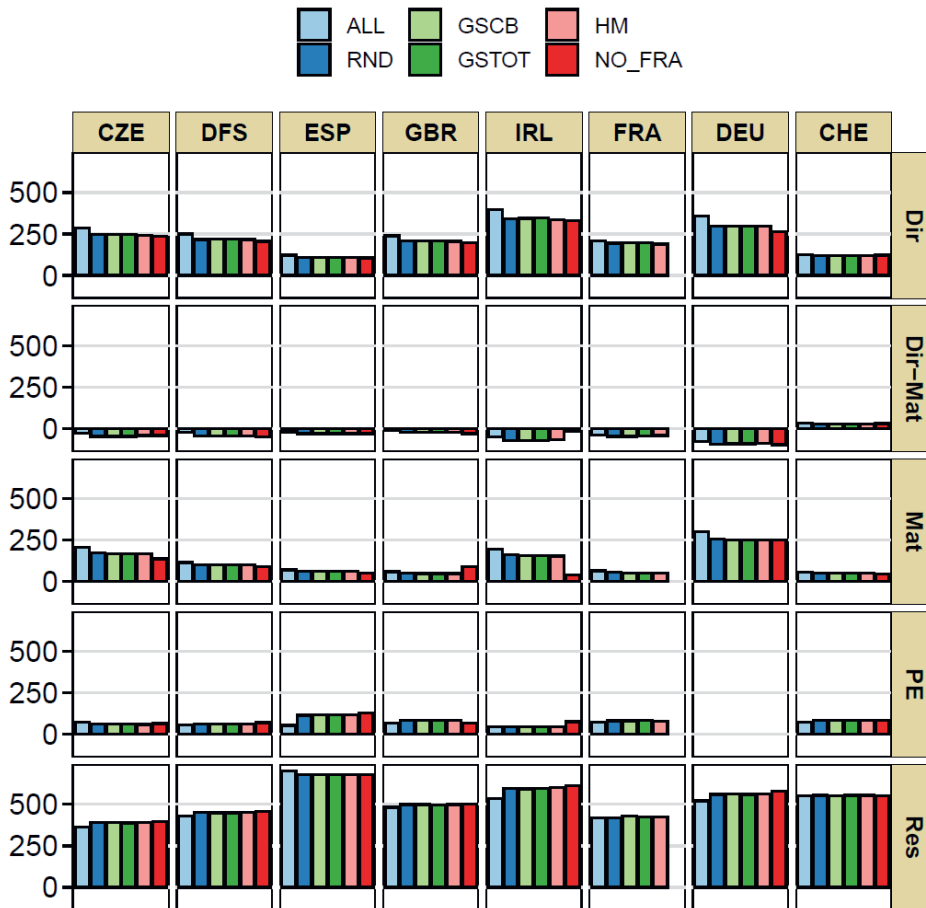 ALL GSCB HM
RND GSTOT NO_FRA
CZE DFS ESP GBR IRL FRA DEU CHE
500
250
0
Dir
500
250
0
Dir−Mat
500
250
0
Mat
500
250
0
PE
500
250
0
Res